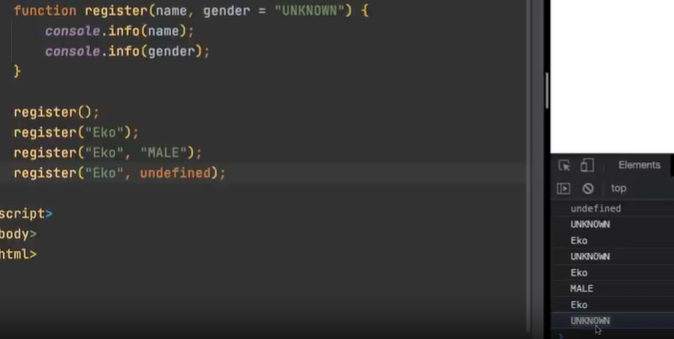 function register(name, gender = "UNKNOWN") {
console.info(name);
console.info(gender);
}
register();
register("Eko");
register("Eko", "MALE");
register("Eko", undefined);
script>
body>
html>
Elements
top
undefined
UNKNOWN
Eko
UNKNOWN
Eko
MALE
Eko
UNKNOWN
>